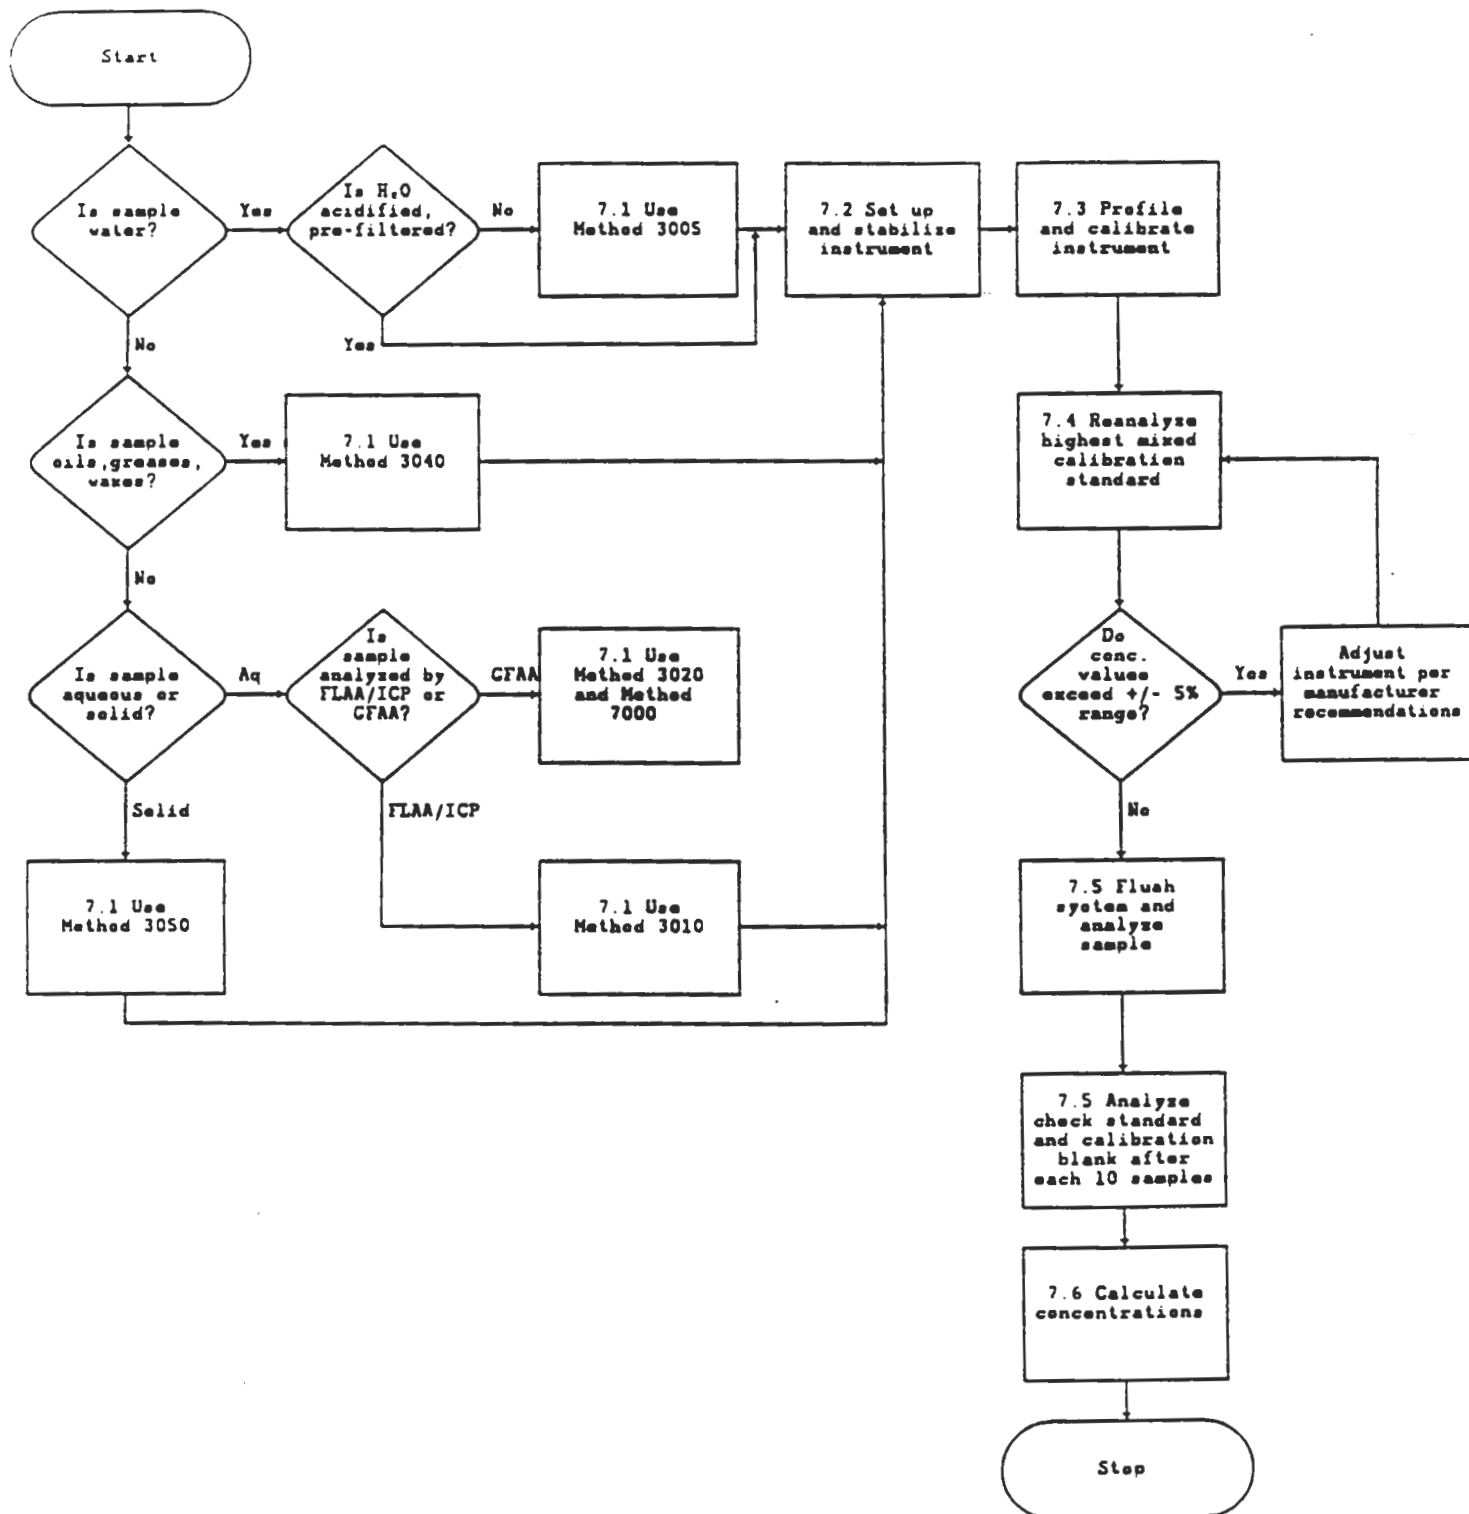 Start
Is sample
water?
Yes
Is H₂O
acidified,
pre-filtered?
No
7.1 Use
Method 3005
7.2 Set up
and stabilize
instrument
7.3 Profile
and calibrate
instrument
No
Yes
Is sample
oils, greases,
waxes?
Yes
7.1 Use
Method 3040
7.4 Reanalyze
highest mixed
calibration
standard
No
Is sample
aqueous or
solid?
Aq
Is
sample
analyzed by
FLAA/ICP or
GFAA?
GFAA
7.1 Use
Method 3020
and Method
7000
Do
conc.
values
exceed +/- 5%
range?
Yes
Adjust
instrument per
manufacturer
recommendations
Solid
FLAA/ICP
No
7.1 Use
Method 3050
7.1 Use
Method 3010
7.5 Flush
system and
analyze
sample
7.5 Analyze
check standard
and calibration
blank after
each 10 samples
7.6 Calculate
concentrations
Stop